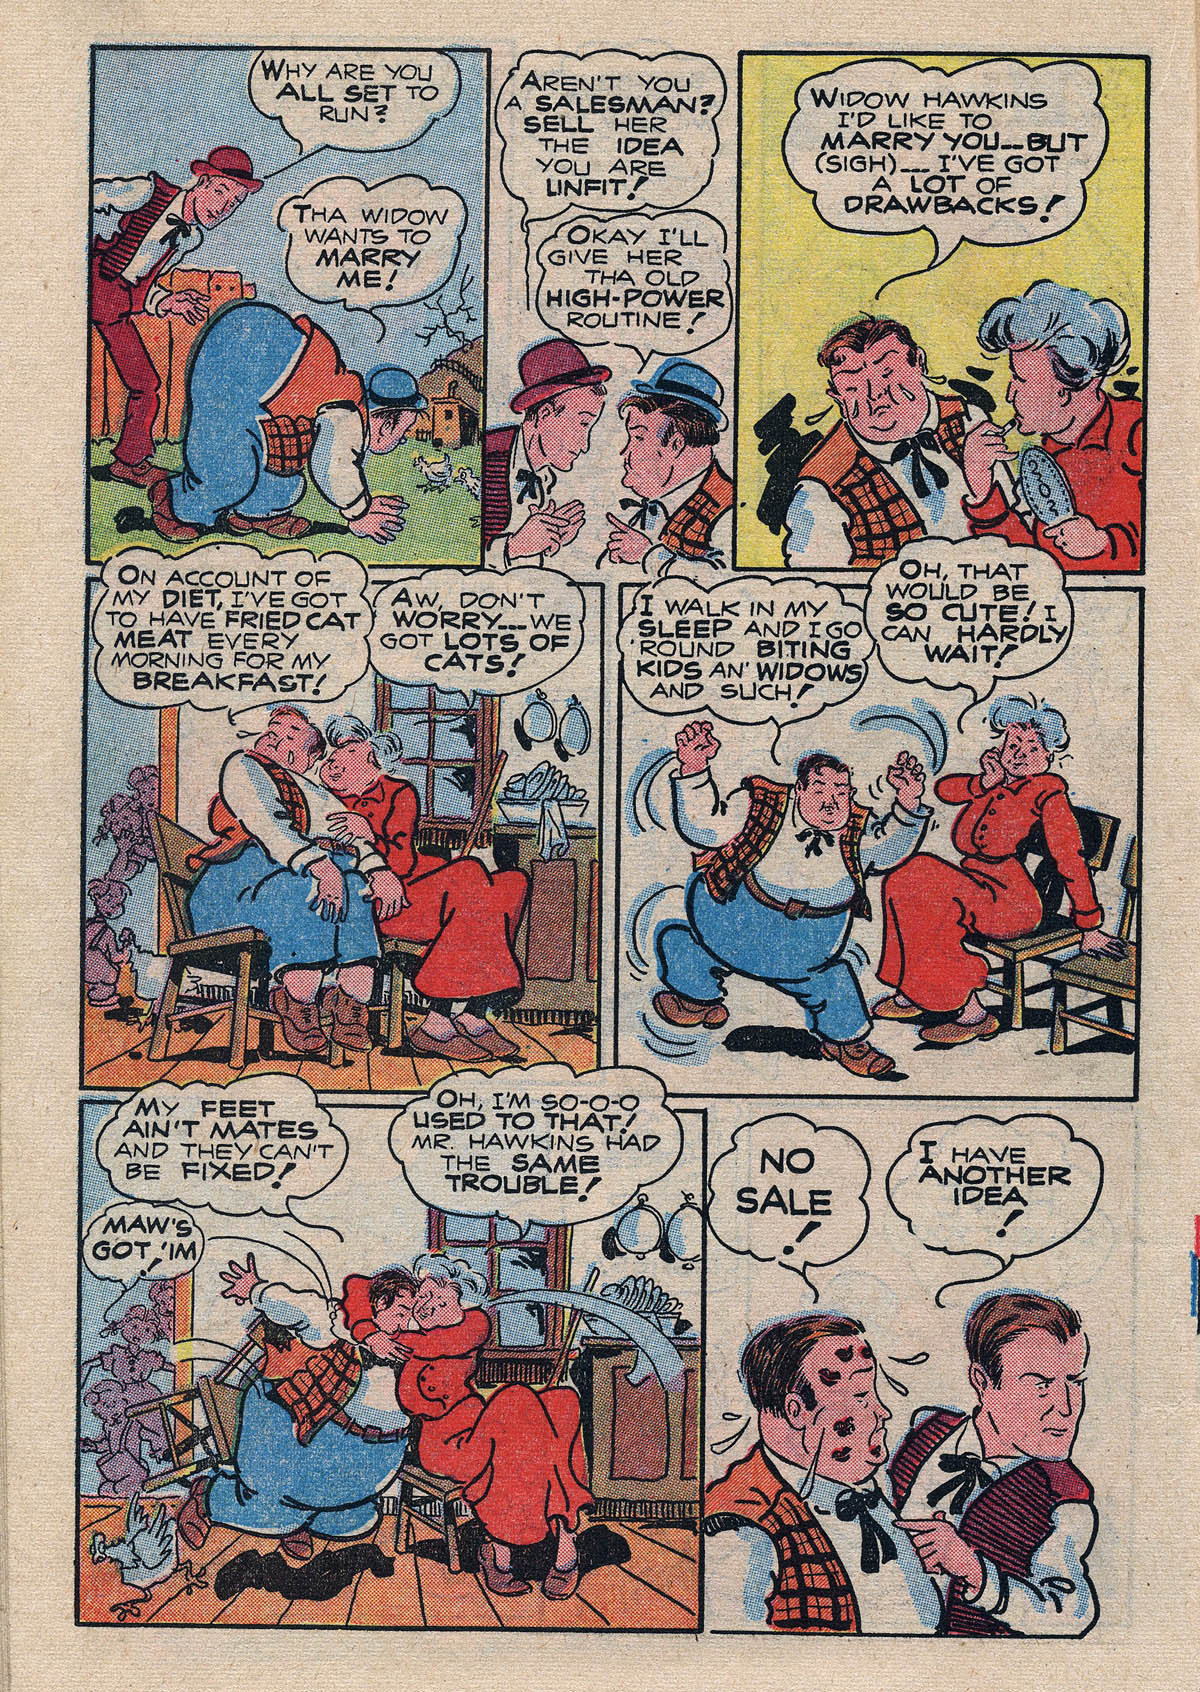 WHY ARE YOU
ALL SET TO
RUN?
THA WIDOW
WANTS TO
MARRY
ME!
AREN'T YOU
A SALESMAN?
SELL HER
THE IDEA
YOU ARE
UNFIT!
OKAY I'LL
GIVE HER
THA OLD
HIGH-POWER
ROUTINE!
WIDOW HAWKINS
I'D LIKE TO
MARRY YOU--BUT
(SIGH)--- I'VE GOT
A LOT OF
DRAWBACKS!
ON ACCOUNT OF
MY DIET, I'VE GOT
TO HAVE FRIED CAT
MEAT EVERY
MORNING FOR MY
BREAKFAST!
AW, DON'T
WORRY---WE
GOT LOTS OF
CATS!
I WALK IN MY
SLEEP AND I GO
'ROUND BITING
KIDS AN' WIDOWS
AND SUCH!
OH, THAT
WOULD BE
SO CUTE! I
CAN HARDLY
WAIT!
MY FEET
AIN'T MATES
AND THEY CAN'T
BE FIXED!
OH, I'M SO-O-O
USED TO THAT!
MR. HAWKINS HAD
THE SAME
TROUBLE!
MAW'S
GOT 'IM
!
NO
SALE
!
I HAVE
ANOTHER
IDEA
!